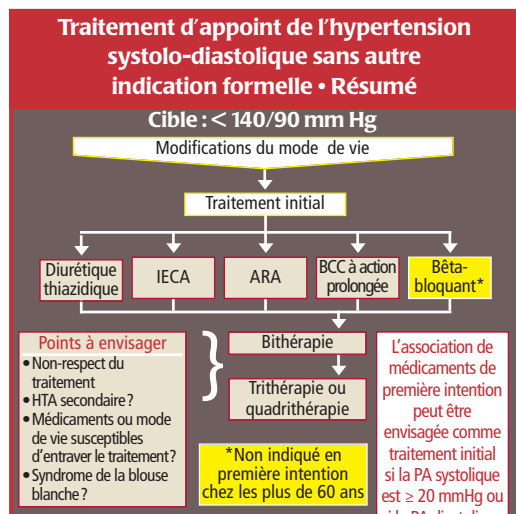 Traitement d'appoint de l'hypertension
systolo-diastolique sans autre
indication formelle • Résumé
Cible : < 140/90 mm Hg
Modifications du mode de vie
Traitement initial
Diurétique
thiazidique
IECA
ARA
BCC à action
prolongée
Bêta-
bloquant*
Points à envisager
• Non-respect du
traitement
• HTA secondaire ?
• Médicaments ou mode
de vie susceptibles
d'entraver le traitement ?
• Syndrome de la blouse
blanche ?
Bithérapie
Trithérapie ou
quadrithérapie
*Non indiqué en
première intention
chez les plus de 60 ans
L'association de
médicaments de
première intention
peut être
envisagée comme
traitement initial
si la PA systolique
est ≥ 20 mmHg ou